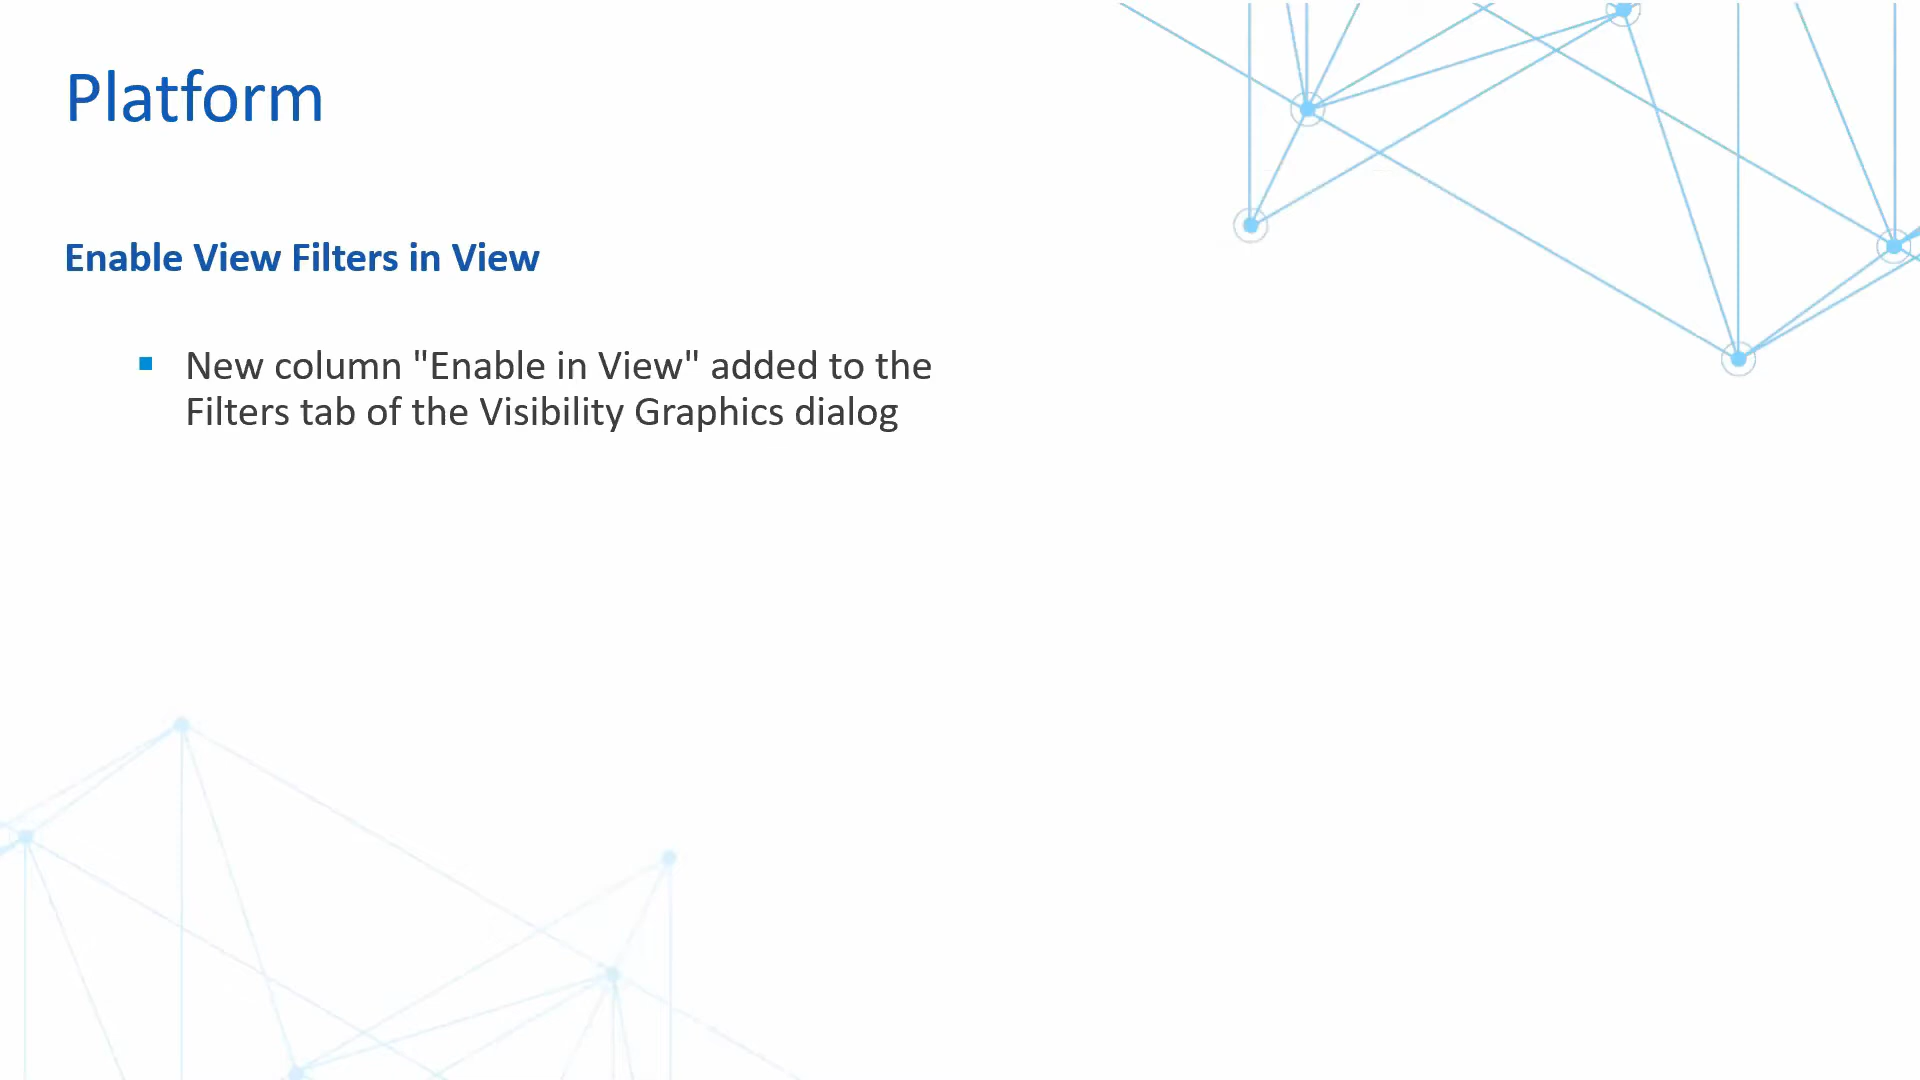 Platform
Enable View Filters in View
New column "Enable in View" added to the
Filters tab of the Visibility Graphics dialog